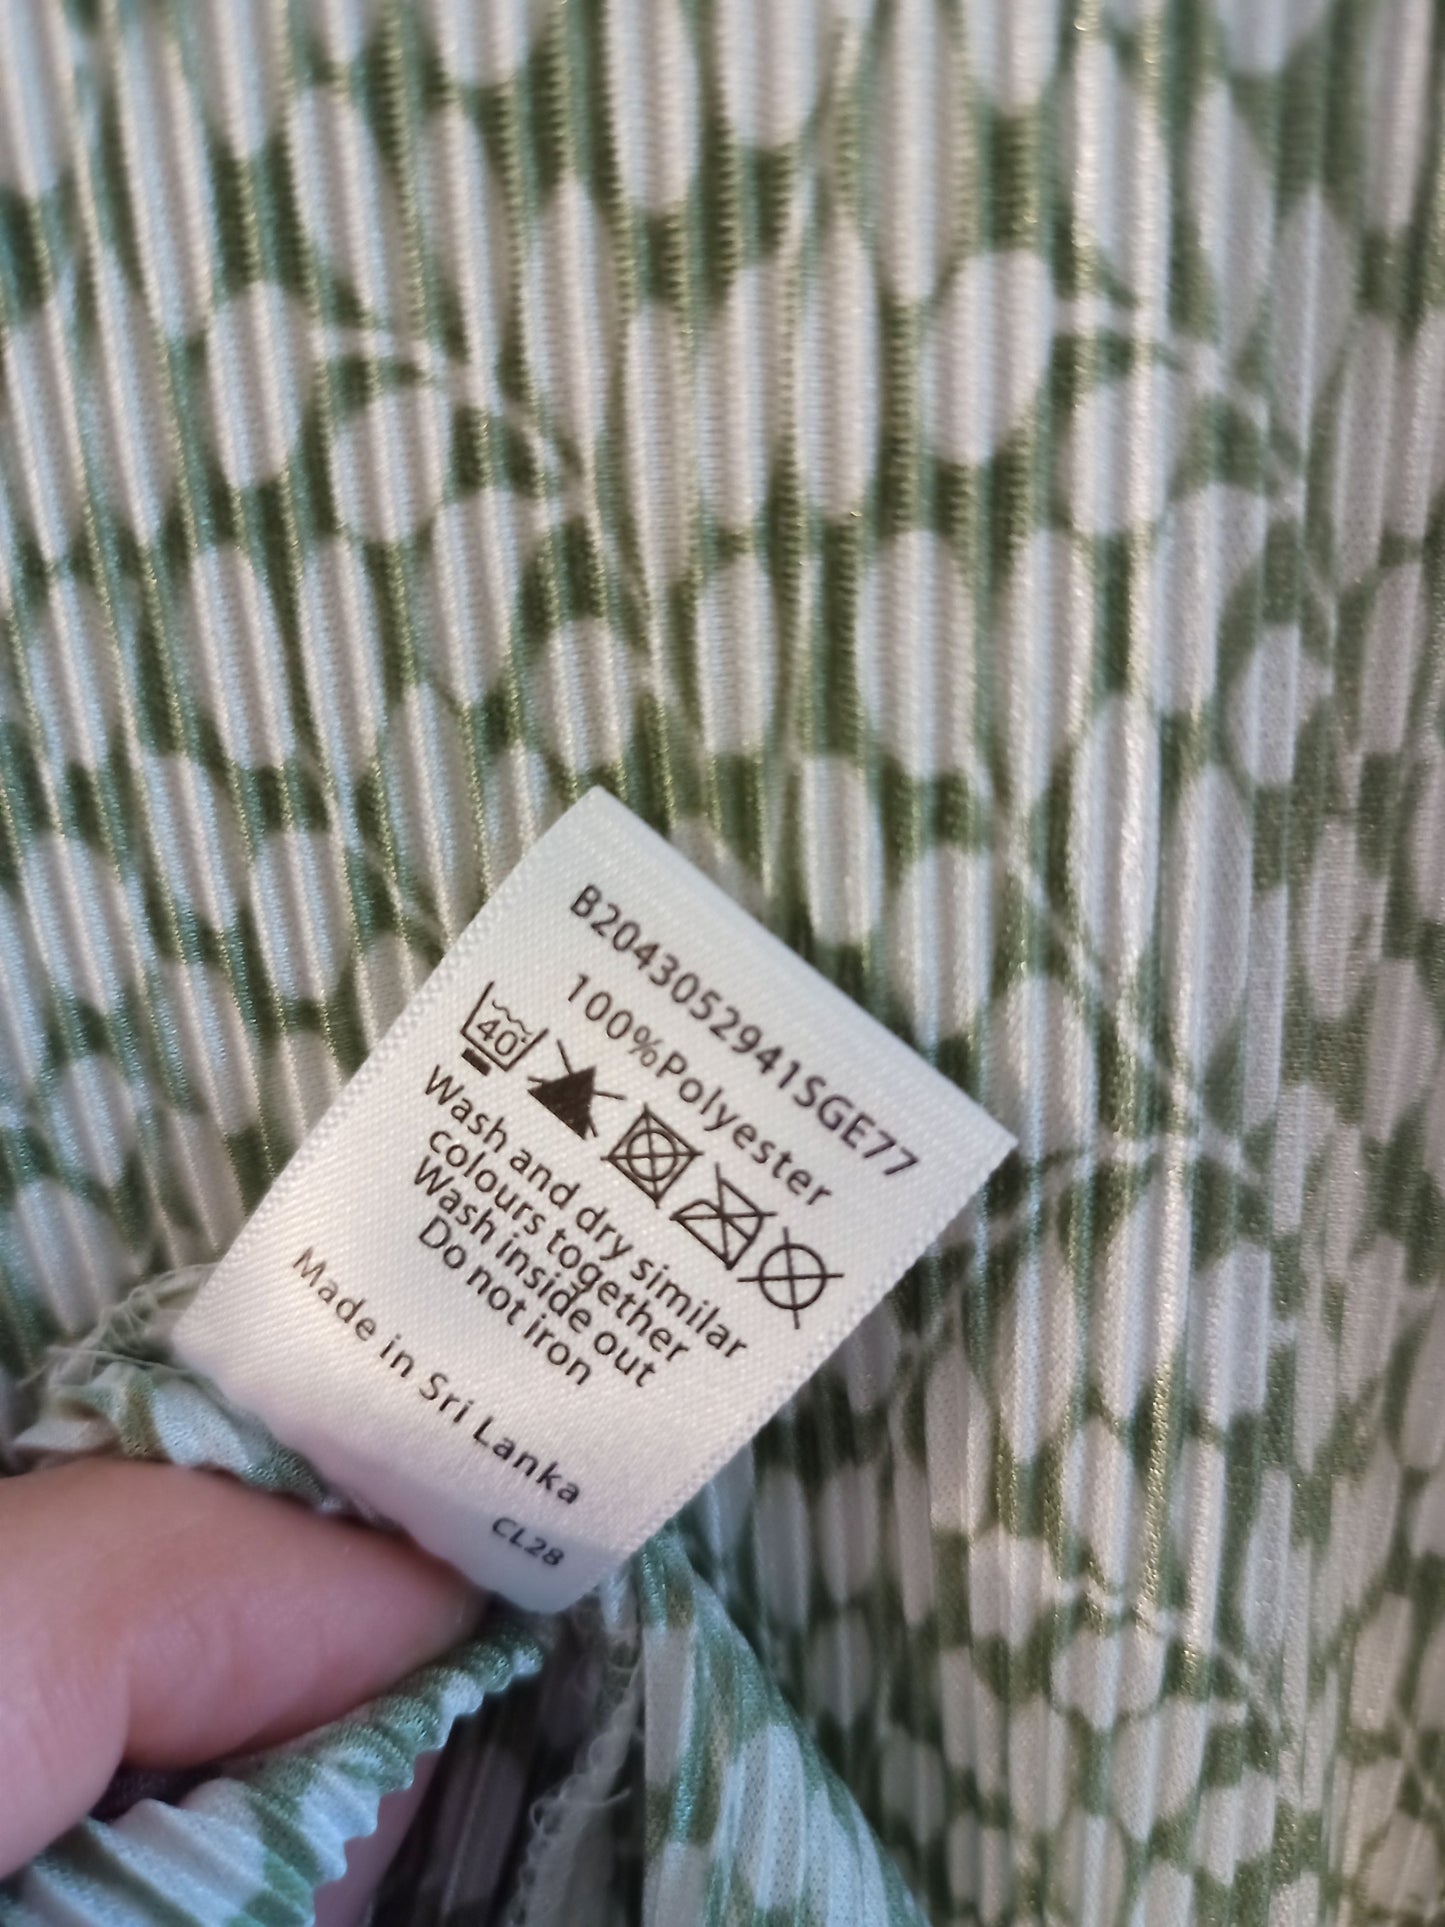 B2043052941SGE77
100%Polyester
40°
Wash and dry similar
colours together
Wash inside out
Do not iron
Made in Sri Lanka
CL28